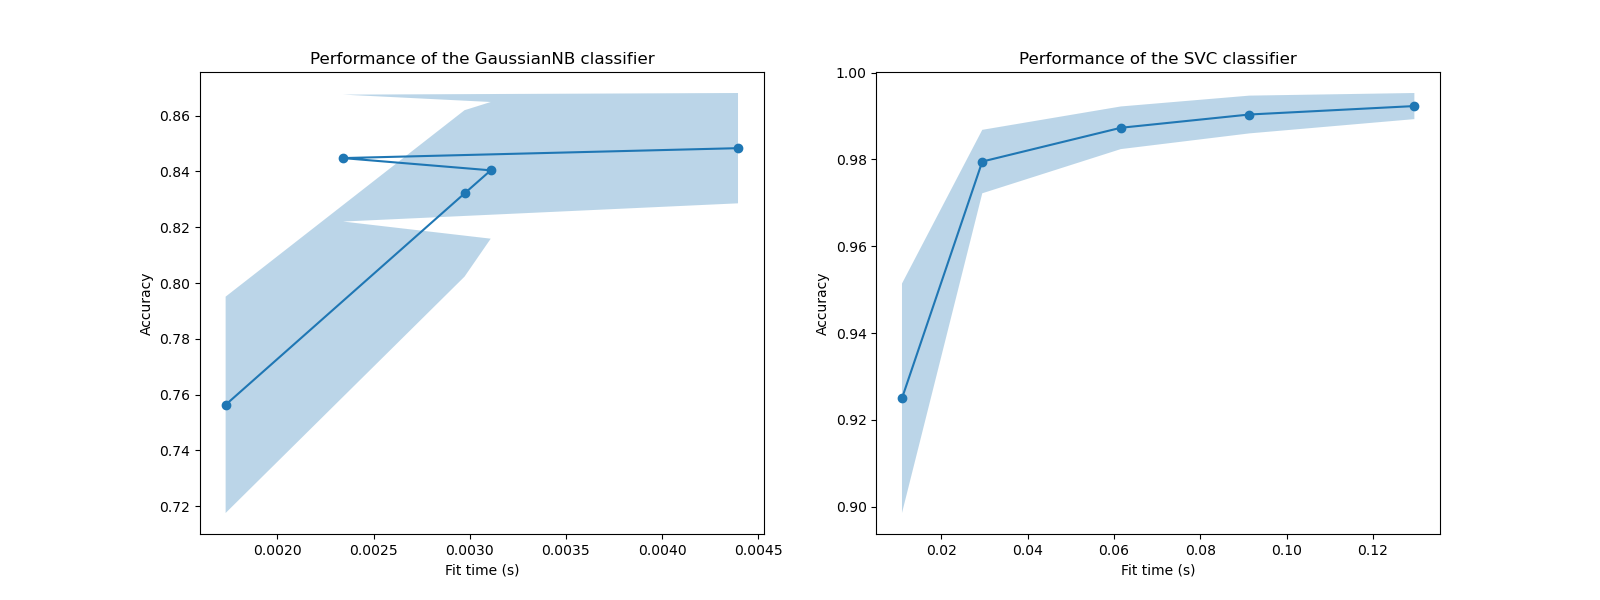 Performance of the GaussianNB classifier
0.86
0.84
0.82
0.80
0.78
0.76
0.74
0.72
Accuracy
0.0020 0.0025 0.0030 0.0035 0.0040 0.0045
Fit time (s)
Performance of the SVC classifier
1.00
0.98
0.96
0.94
0.92
0.90
Accuracy
0.02 0.04 0.06 0.08 0.10 0.12
Fit time (s)